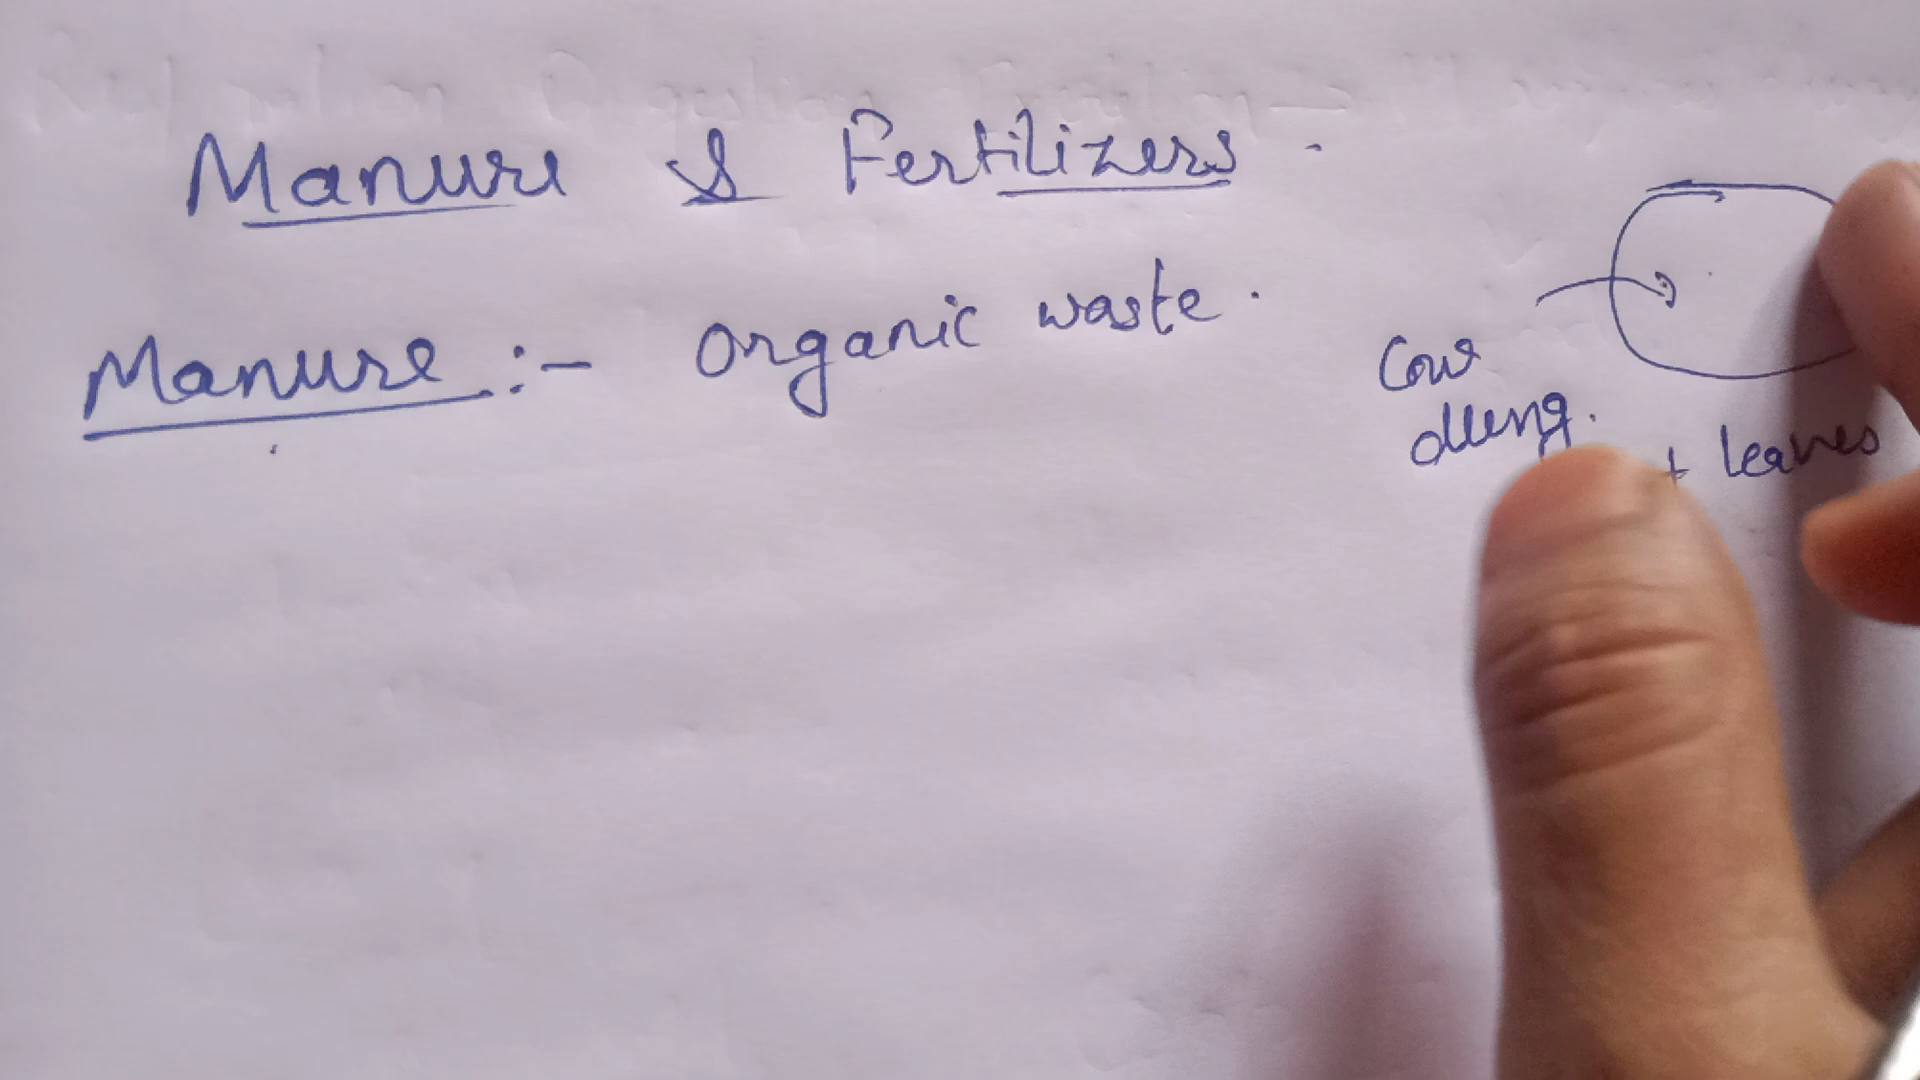 Manure & Fertilizers.
Manure :- Organic waste.
Cow
dung.
+ leaves